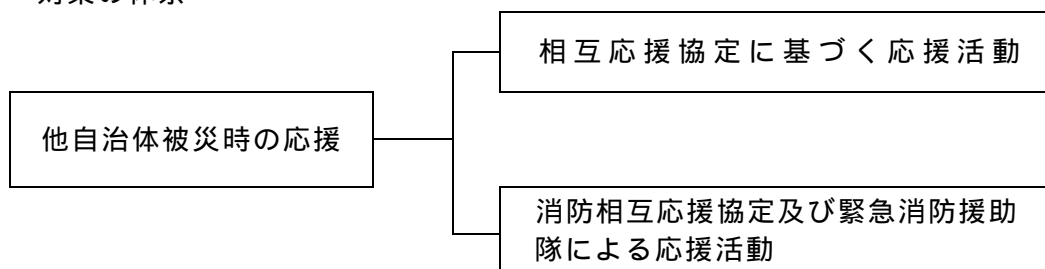 対策の体系
相互応援協定に基づく応援活動
他自治体被災時の応援
消防相互応援協定及び緊急消防援助
隊による応援活動